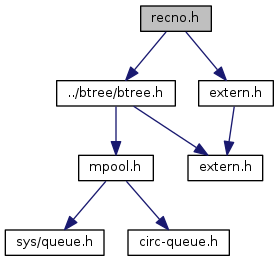 recno.h
../btree/btree.h
extern.h
mpool.h
extern.h
sys/queue.h
circ-queue.h